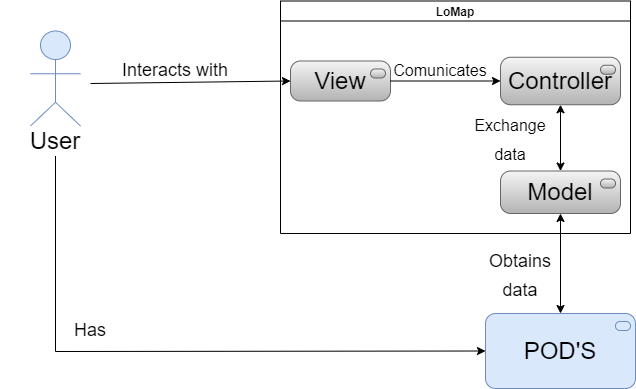 LoMap
Interacts with
View
Comunicates
Controller
User
Exchange
data
Model
Obtains
data
Has
POD'S